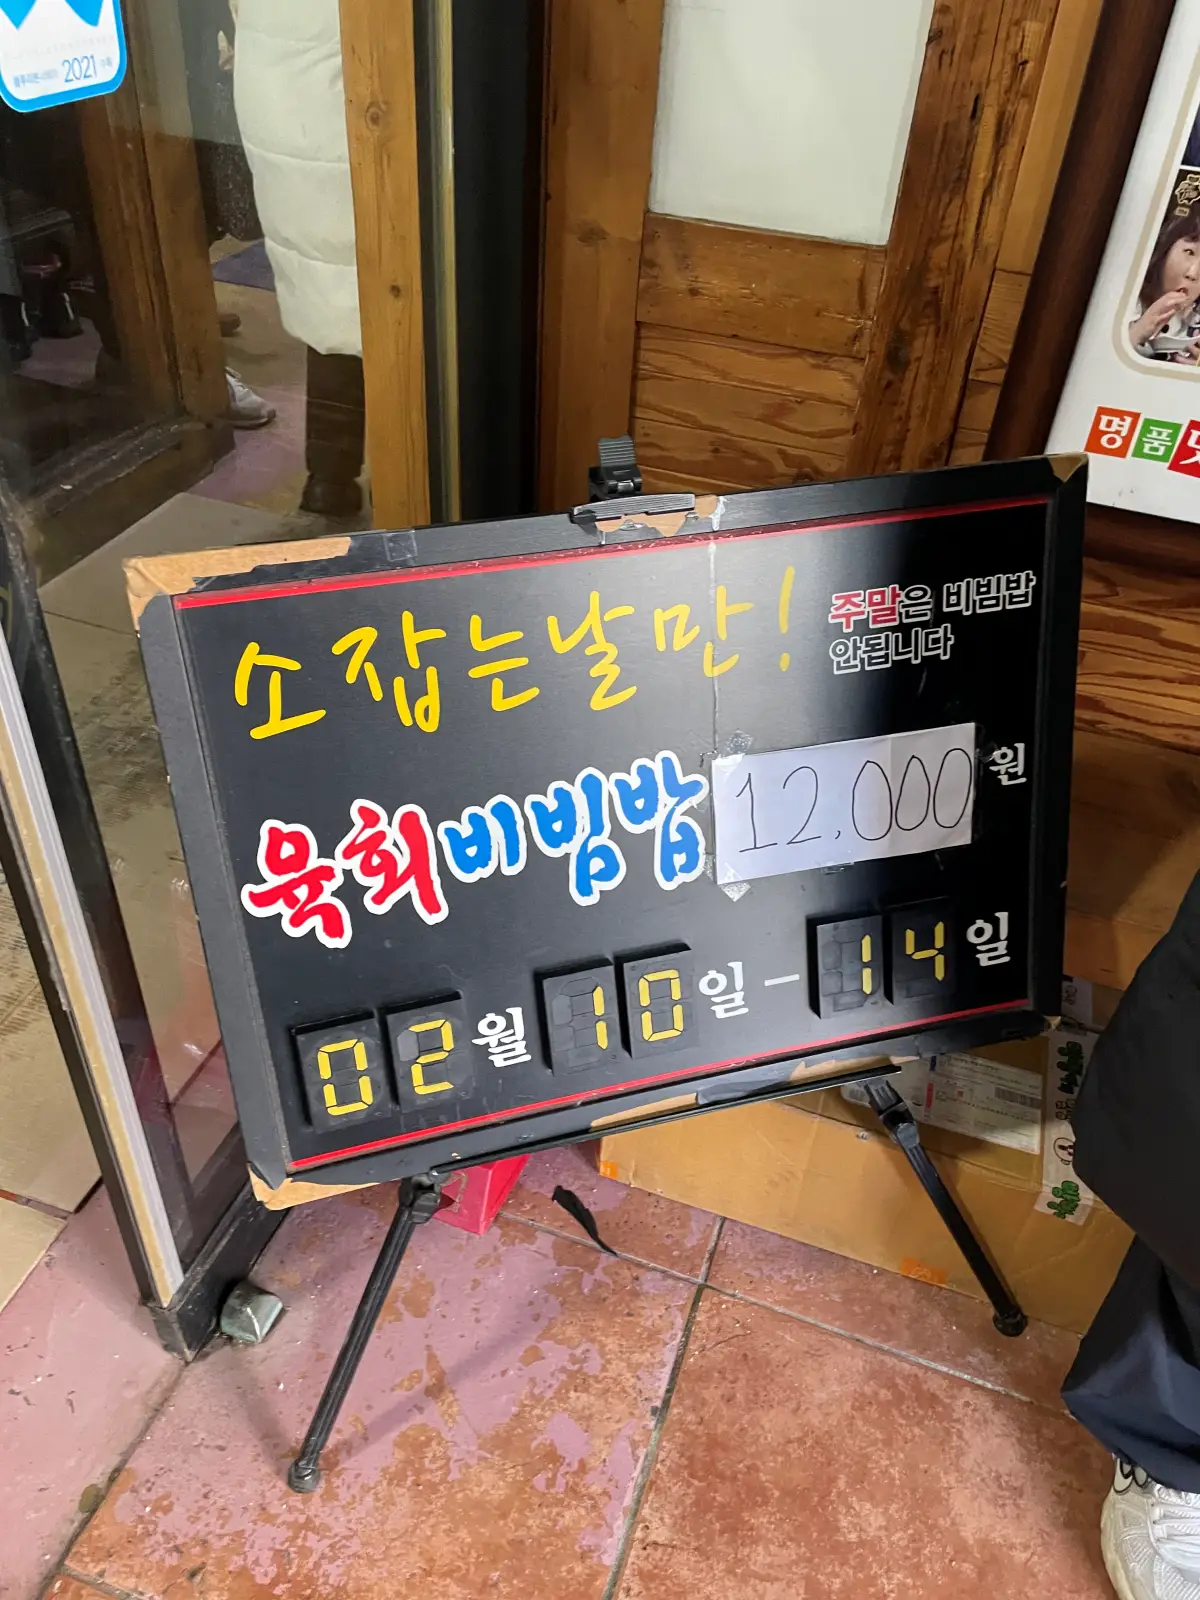 2021
명품
소 잡는날만!
주말은 비빔밥
안됩니다
육회비빔밥 12,000원
02월 10일 - 14일